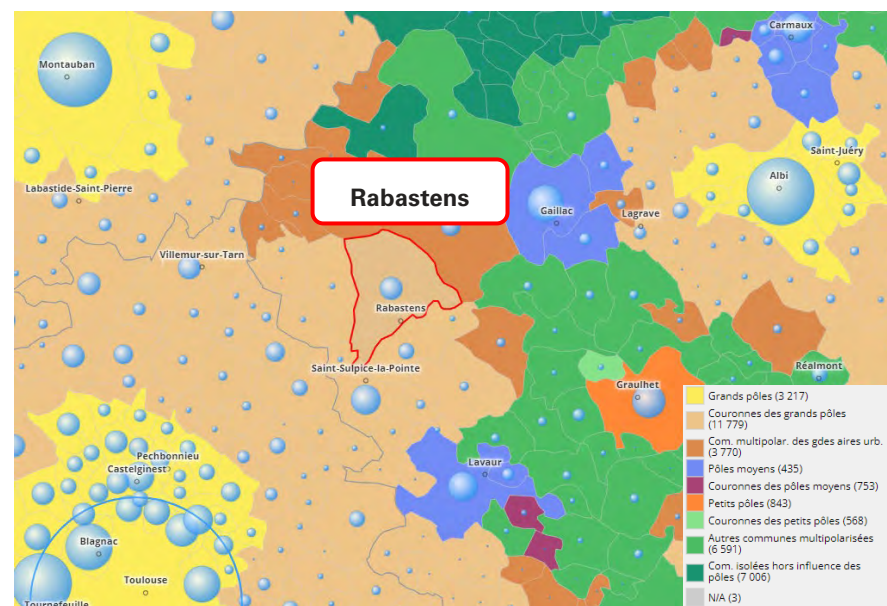 Carmaux
Montauban
Saint-Juéry
Albi
Labastide-Saint-Pierre
Rabastens
Gaillac
Lagrave
Villemur-sur-Tarn
Rabastens
Saint-Sulpice-la-Pointe
Réalmont
Graulhet
Pechbonnieu
Castelginest
Lavaur
Blagnac
Toulouse
Tournefeuille
Grands pôles (3 217)
Couronnes des grands pôles
(11 779)
Com. multipolar. des gdes aires urb.
(3 770)
Pôles moyens (435)
Couronnes des pôles moyens (753)
Petits pôles (843)
Couronnes des petits pôles (568)
Autres communes multipolarisées
(6 591)
Com. isolées hors influence des
pôles (7 006)
N/A (3)